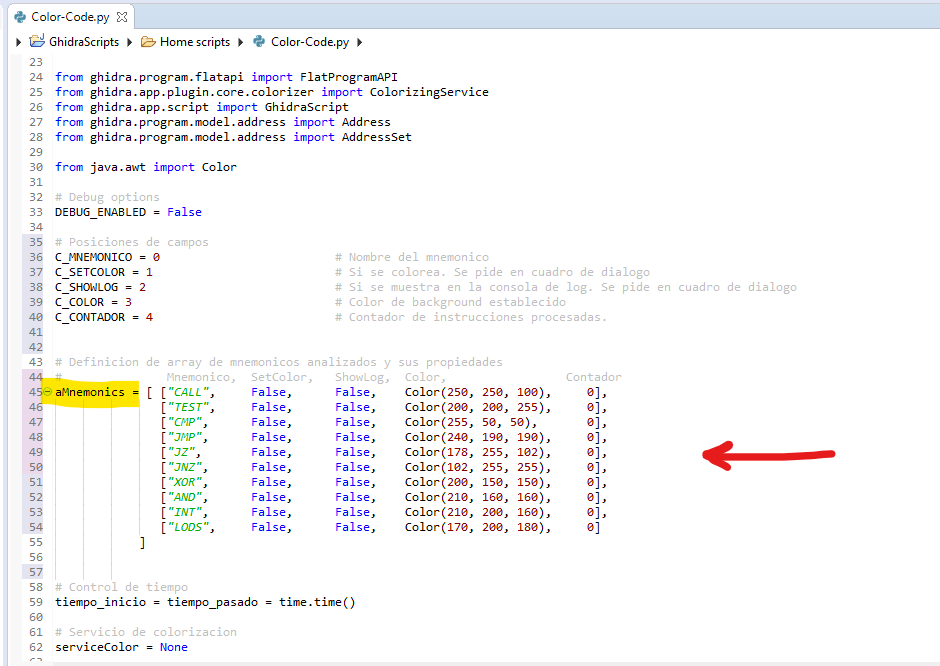 Color-Code.py
GhidraScripts Home scripts Color-Code.py
23
24 from ghidra.program.flatapi import FlatProgramAPI
25 from ghidra.app.plugin.core.colorizer import ColorizingService
26 from ghidra.app.script import GhidraScript
27 from ghidra.program.model.address import Address
28 from ghidra.program.model.address import AddressSet
29
30 from java.awt import Color
31
32 # Debug options
33 DEBUG_ENABLED = False
34
35 # Posiciones de campos
36 C_MNEMONICO = 0 # Nombre del mnemonico
37 C_SETCOLOR = 1 # Si se colorea. Se pide en cuadro de dialogo
38 C_SHOWLOG = 2 # Si se muestra en la consola de log. Se pide en cuadro de dialogo
39 C_COLOR = 3 # Color de background establecido
40 C_CONTADOR = 4 # Contador de instrucciones procesadas.
41
42
43 # Definicion de array de mnemonicos analizados y sus propiedades
44 # Mnemonico, SetColor, ShowLog, Color, Contador
45 aMnemonics = [ ["CALL", False, False, Color(250, 250, 100), 0],
46 ["TEST", False, False, Color(200, 200, 255), 0],
47 ["CMP", False, False, Color(255, 50, 50), 0],
48 ["JMP", False, False, Color(240, 190, 190), 0],
49 ["JZ", False, False, Color(178, 255, 102), 0],
50 ["JNZ", False, False, Color(102, 255, 255), 0],
51 ["XOR", False, False, Color(200, 150, 150), 0],
52 ["AND", False, False, Color(210, 160, 160), 0],
53 ["INT", False, False, Color(210, 200, 160), 0],
54 ["LODS", False, False, Color(170, 200, 180), 0]
55 ]
56
57
58 # Control de tiempo
59 tiempo_inicio = tiempo_pasado = time.time()
60
61 # Servicio de colorizacion
62 serviceColor = None